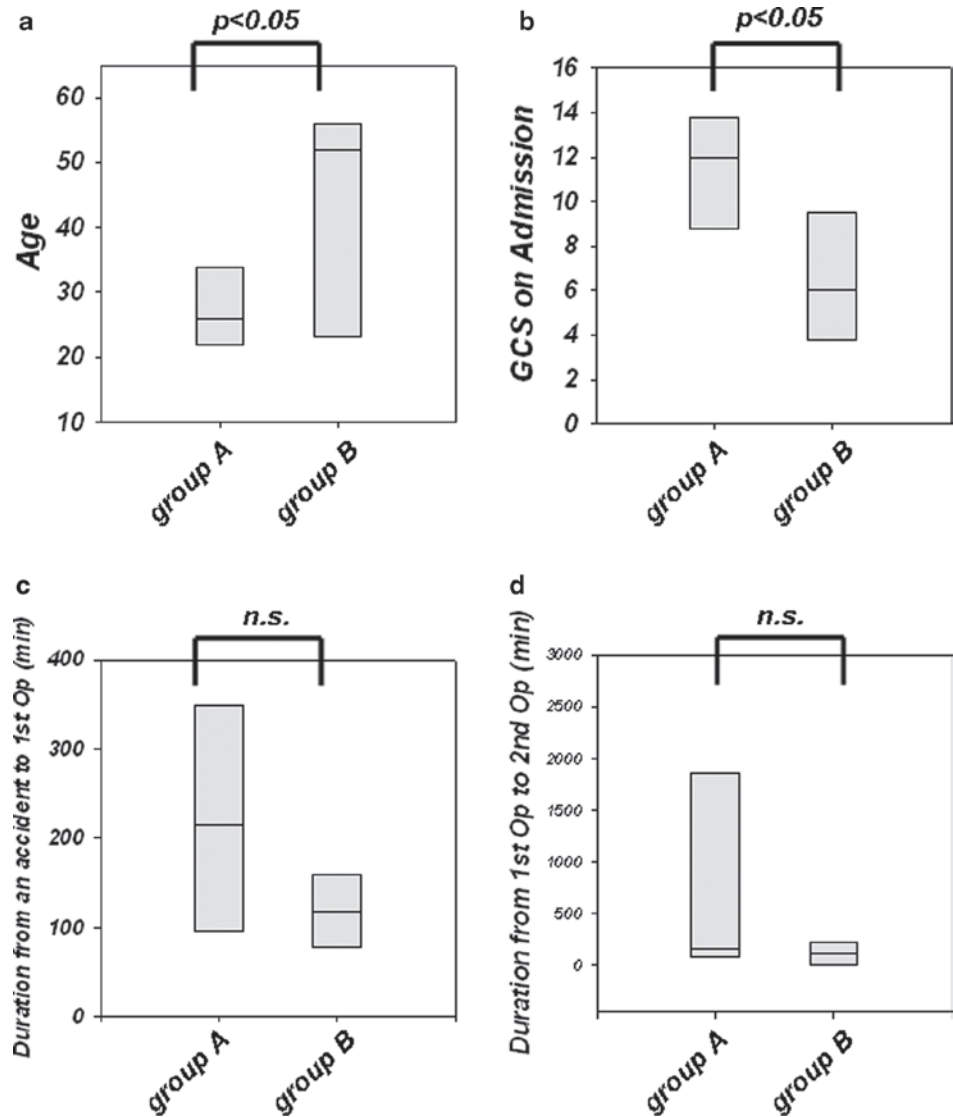 a
p<0.05
Age
60
50
40
30
20
10
group A
group B
b
p<0.05
GCS on Admission
16
14
12
10
8
6
4
2
0
group A
group B
c
n.s.
Duration from an accident to 1st Op (min)
400
300
200
100
0
group A
group B
d
n.s.
Duration from 1st Op to 2nd Op (min)
3000
2500
2000
1500
1000
500
0
group A
group B